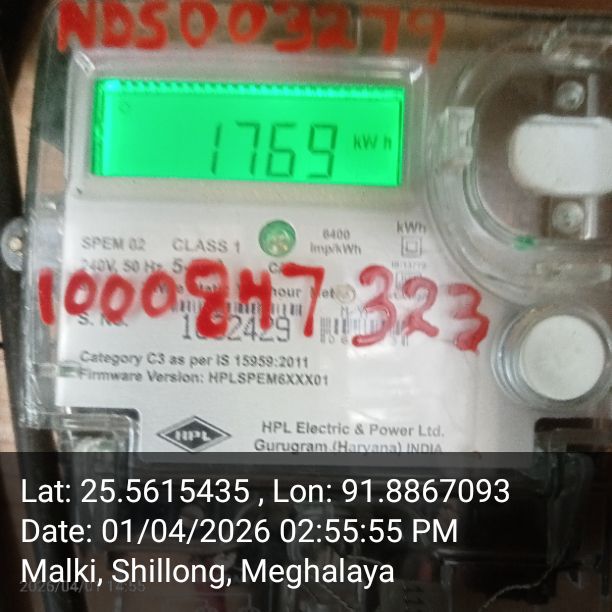 NDS003279
1769 kWh
6400
imp/kWh
kWh
SPEM 02 CLASS 1
240V, 50 Hz,
1000847323
S. No.
Category C3 as per IS 15959:2011
Firmware Version: HPLSPEM6XXX01
HPL
HPL Electric & Power Ltd.
Gurugram (Haryana) INDIA
Lat: 25.5615435 , Lon: 91.8867093
Date: 01/04/2026 02:55:55 PM
Malki, Shillong, Meghalaya